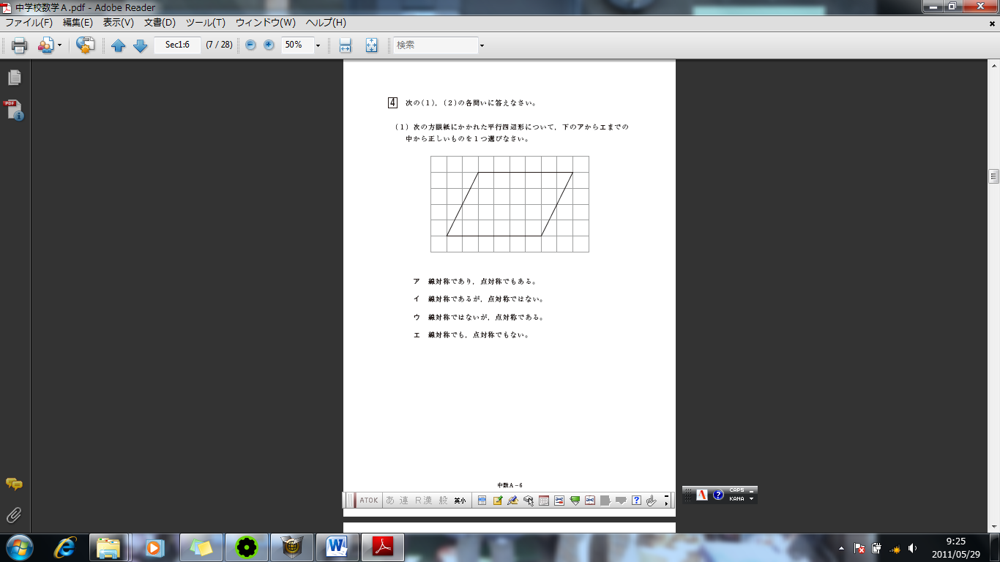 中学校数学A.pdf - Adobe Reader
ファイル(F) 編集(E) 表示(V) 文書(D) ツール(T) ウィンドウ(W) ヘルプ(H)
Sec1:6 (7 / 28) 50% 検索
4 次の(1),(2)の各問いに答えなさい。
(1)次の方眼紙にかかれた平行四辺形について,下のアからエまでの
中から正しいものを1つ選びなさい。
ア 線対称であり,点対称でもある。
イ 線対称であるが,点対称ではない。
ウ 線対称ではないが,点対称である。
エ 線対称でも,点対称でもない。
中数A-6
ATOK あ 連 R漢 般 英小
CAPS
KANA
9:25
2011/05/29